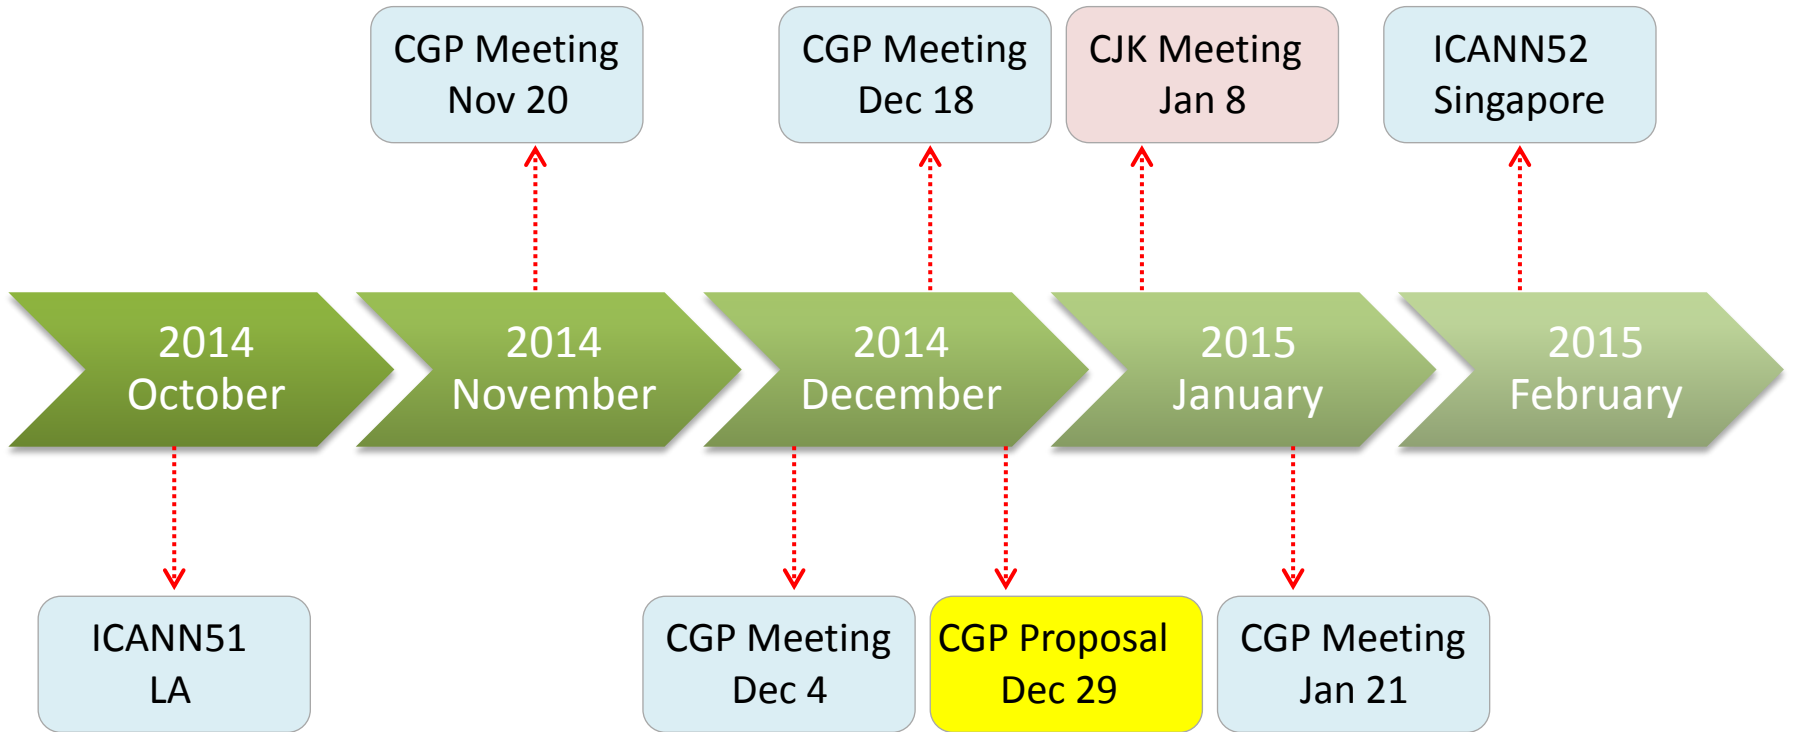 CGP Meeting
Nov 20
CGP Meeting
Dec 18
CJK Meeting
Jan 8
ICANN52
Singapore
2014
October
2014
November
2014
December
2015
January
2015
February
ICANN51
LA
CGP Meeting
Dec 4
CGP Proposal
Dec 29
CGP Meeting
Jan 21